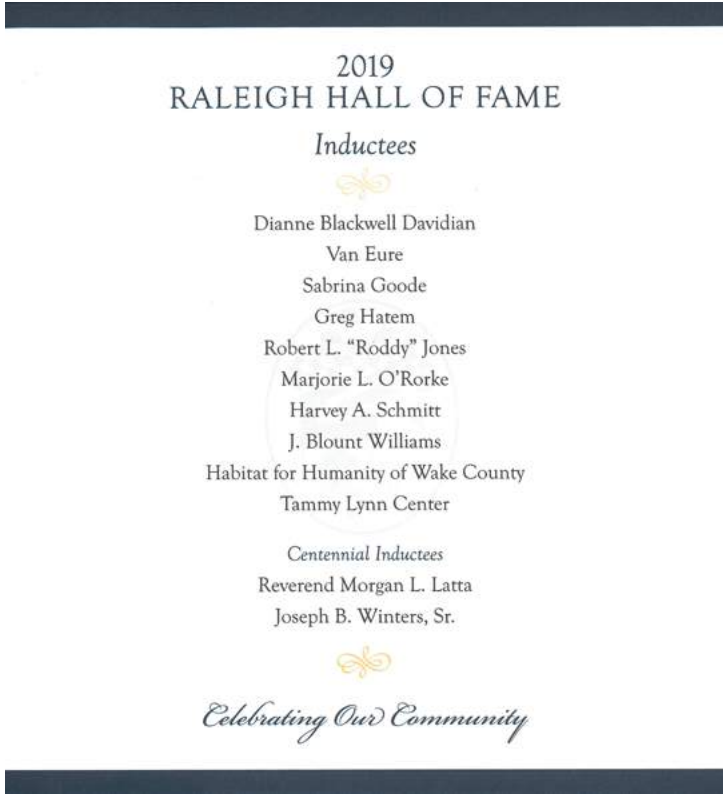 2019
RALEIGH HALL OF FAME
Inductees
Dianne Blackwell Davidian
Van Eure
Sabrina Goode
Greg Hatem
Robert L. “Roddy” Jones
Marjorie L. O’Rorke
Harvey A. Schmitt
J. Blount Williams
Habitat for Humanity of Wake County
Tammy Lynn Center
Centennial Inductees
Reverend Morgan L. Latta
Joseph B. Winters, Sr.
Celebrating Our Community